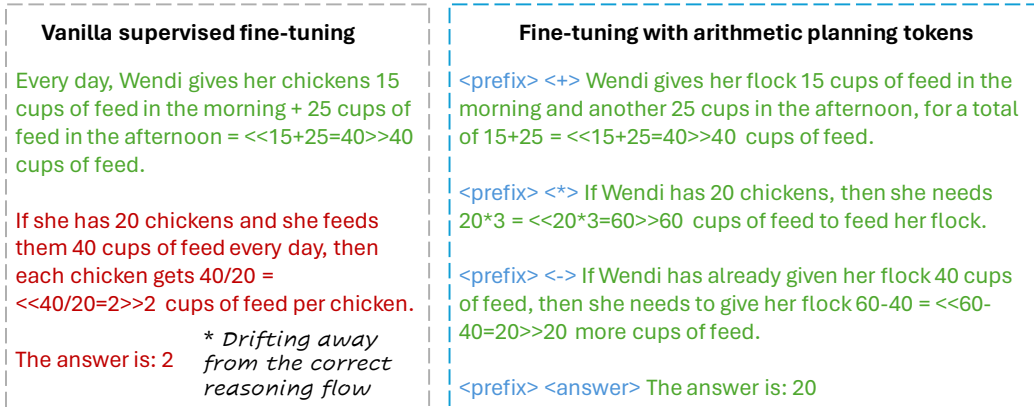 Vanilla supervised fine-tuning
Every day, Wendi gives her chickens 15
cups of feed in the morning + 25 cups of
feed in the afternoon = <<15+25=40>>40
cups of feed.
If she has 20 chickens and she feeds
them 40 cups of feed every day, then
each chicken gets 40/20 =
<<40/20=2>>2 cups of feed per chicken.
The answer is: 2
* Drifting away
from the correct
reasoning flow
Fine-tuning with arithmetic planning tokens
<prefix> <+> Wendi gives her flock 15 cups of feed in the
morning and another 25 cups in the afternoon, for a total
of 15+25 = <<15+25=40>>40 cups of feed.
<prefix> <*> If Wendi has 20 chickens, then she needs
20*3 = <<20*3=60>>60 cups of feed to feed her flock.
<prefix> <-> If Wendi has already given her flock 40 cups
of feed, then she needs to give her flock 60-40 = <<60-
40=20>>20 more cups of feed.
<prefix> <answer> The answer is: 20